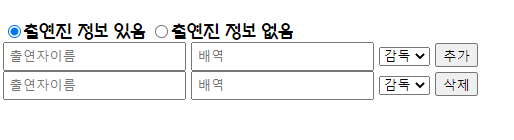 출연진 정보 있음 출연진 정보 없음
출연자이름 배역 감독 추가
출연자이름 배역 감독 삭제